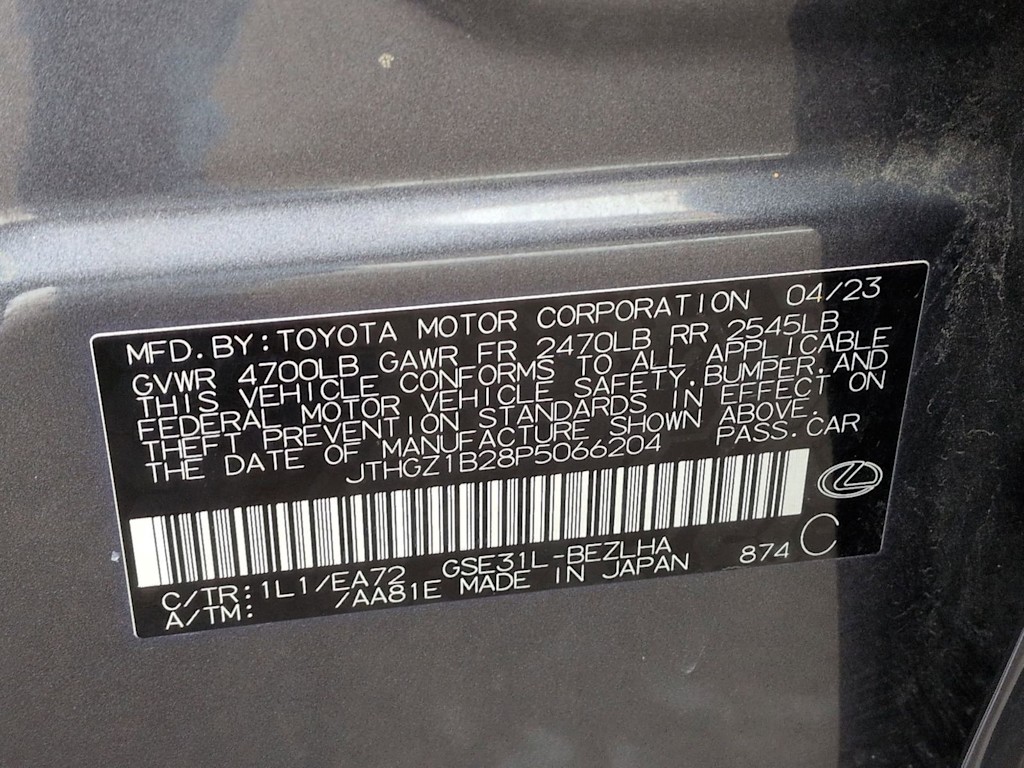 MFD.BY:TOYOTA MOTOR CORPORATION 04/23
GVWR 4700LB GAWR FR 2470LB RR 2545LB
THIS VEHICLE CONFORMS TO ALL APPLICABLE
FEDERAL MOTOR VEHICLE SAFETY,BUMPER,AND
THEFT PREVENTION STANDARDS IN EFFECT ON
THE DATE OF MANUFACTURE SHOWN ABOVE.
JTHGZ1B28P5066204 PASS.CAR
C/TR:1L1/EA72 GSE31L-BEZLHA 874 C
A/TM: /AA81E MADE IN JAPAN